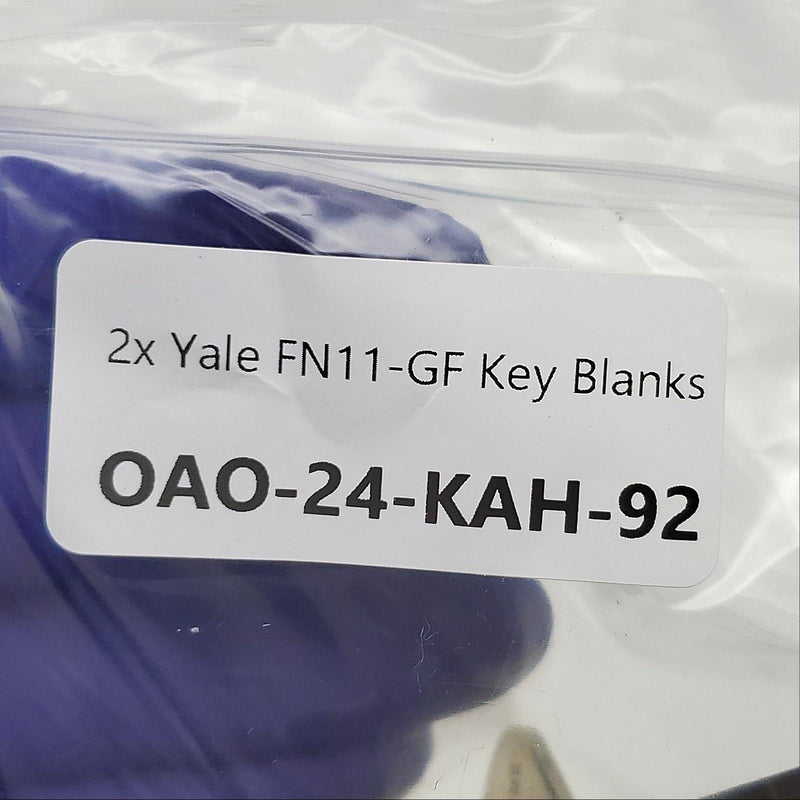 2x Yale FN11-GF Key Blanks
OAO-24-KAH-92